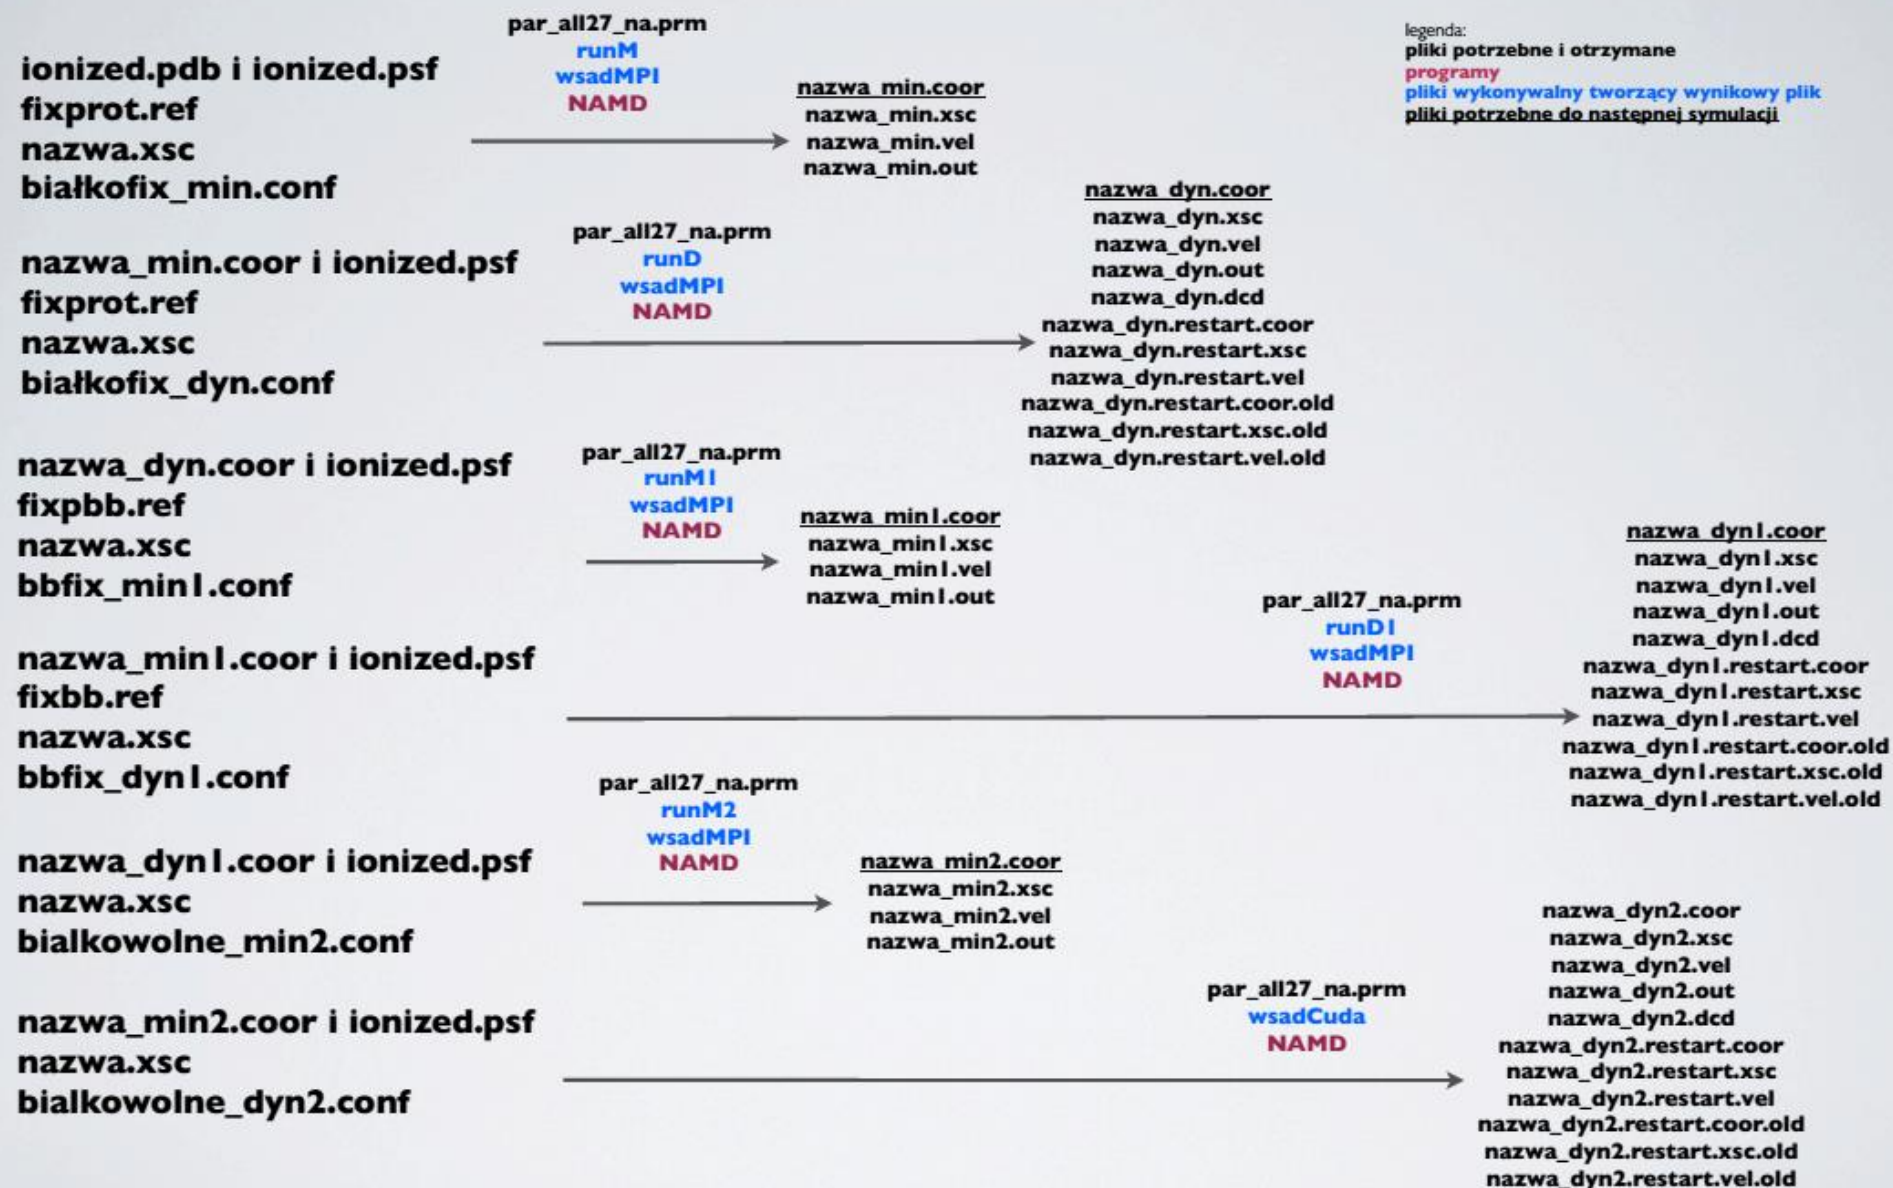 par_all27_na.prm
runM
wsadMPI
NAMD
ionized.pdb i ionized.psf
fixprot.ref
nazwa.xsc
białkofix_min.conf
nazwa_min.coor
nazwa_min.xsc
nazwa_min.vel
nazwa_min.out
legenda:
pliki potrzebne i otrzymane
programy
pliki wykonywalny tworzący wynikowy plik
pliki potrzebne do następnej symulacji
nazwa_min.coor i ionized.psf
fixprot.ref
nazwa.xsc
białkofix_dyn.conf
par_all27_na.prm
runD
wsadMPI
NAMD
nazwa_dyn.coor
nazwa_dyn.xsc
nazwa_dyn.vel
nazwa_dyn.out
nazwa_dyn.dcd
nazwa_dyn.restart.coor
nazwa_dyn.restart.xsc
nazwa_dyn.restart.vel
nazwa_dyn.restart.coor.old
nazwa_dyn.restart.xsc.old
nazwa_dyn.restart.vel.old
nazwa_dyn.coor i ionized.psf
fixpbb.ref
nazwa.xsc
bbfix_min1.conf
par_all27_na.prm
runM1
wsadMPI
NAMD
nazwa_min1.coor
nazwa_min1.xsc
nazwa_min1.vel
nazwa_min1.out
nazwa_min1.coor i ionized.psf
fixbb.ref
nazwa.xsc
bbfix_dyn1.conf
par_all27_na.prm
runD1
wsadMPI
NAMD
nazwa_dyn1.coor
nazwa_dyn1.xsc
nazwa_dyn1.vel
nazwa_dyn1.out
nazwa_dyn1.dcd
nazwa_dyn1.restart.coor
nazwa_dyn1.restart.xsc
nazwa_dyn1.restart.vel
nazwa_dyn1.restart.coor.old
nazwa_dyn1.restart.xsc.old
nazwa_dyn1.restart.vel.old
nazwa_dyn1.coor i ionized.psf
nazwa.xsc
bialkowolne_min2.conf
par_all27_na.prm
runM2
wsadMPI
NAMD
nazwa_min2.coor
nazwa_min2.xsc
nazwa_min2.vel
nazwa_min2.out
nazwa_min2.coor i ionized.psf
nazwa.xsc
bialkowolne_dyn2.conf
par_all27_na.prm
wsadCuda
NAMD
nazwa_dyn2.coor
nazwa_dyn2.xsc
nazwa_dyn2.vel
nazwa_dyn2.out
nazwa_dyn2.dcd
nazwa_dyn2.restart.coor
nazwa_dyn2.restart.xsc
nazwa_dyn2.restart.vel
nazwa_dyn2.restart.coor.old
nazwa_dyn2.restart.xsc.old
nazwa_dyn2.restart.vel.old